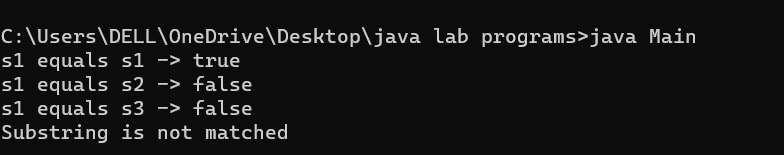 C:\Users\DELL\OneDrive\Desktop\java lab programs>java Main
s1 equals s1 -> true
s1 equals s2 -> false
s1 equals s3 -> false
Substring is not matched